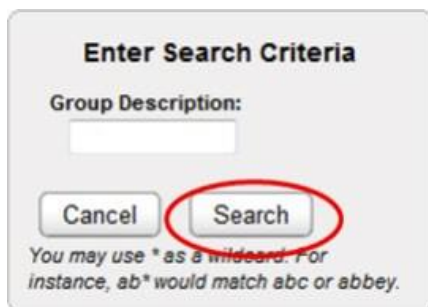 Enter Search Criteria
Group Description:
Cancel Search
You may use * as a wildcard. For
instance, ab* would match abc or abbey.